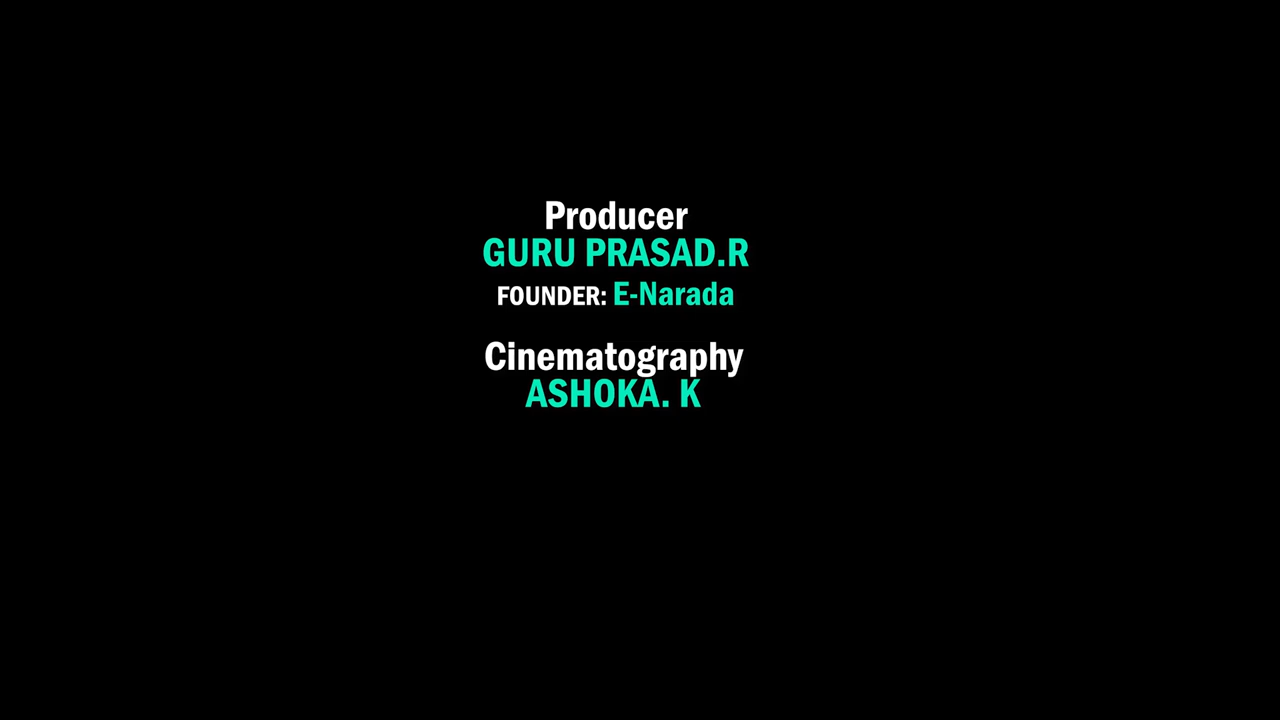 Producer
GURU PRASAD.R
FOUNDER: E-Narada
Cinematography
ASHOKA. K